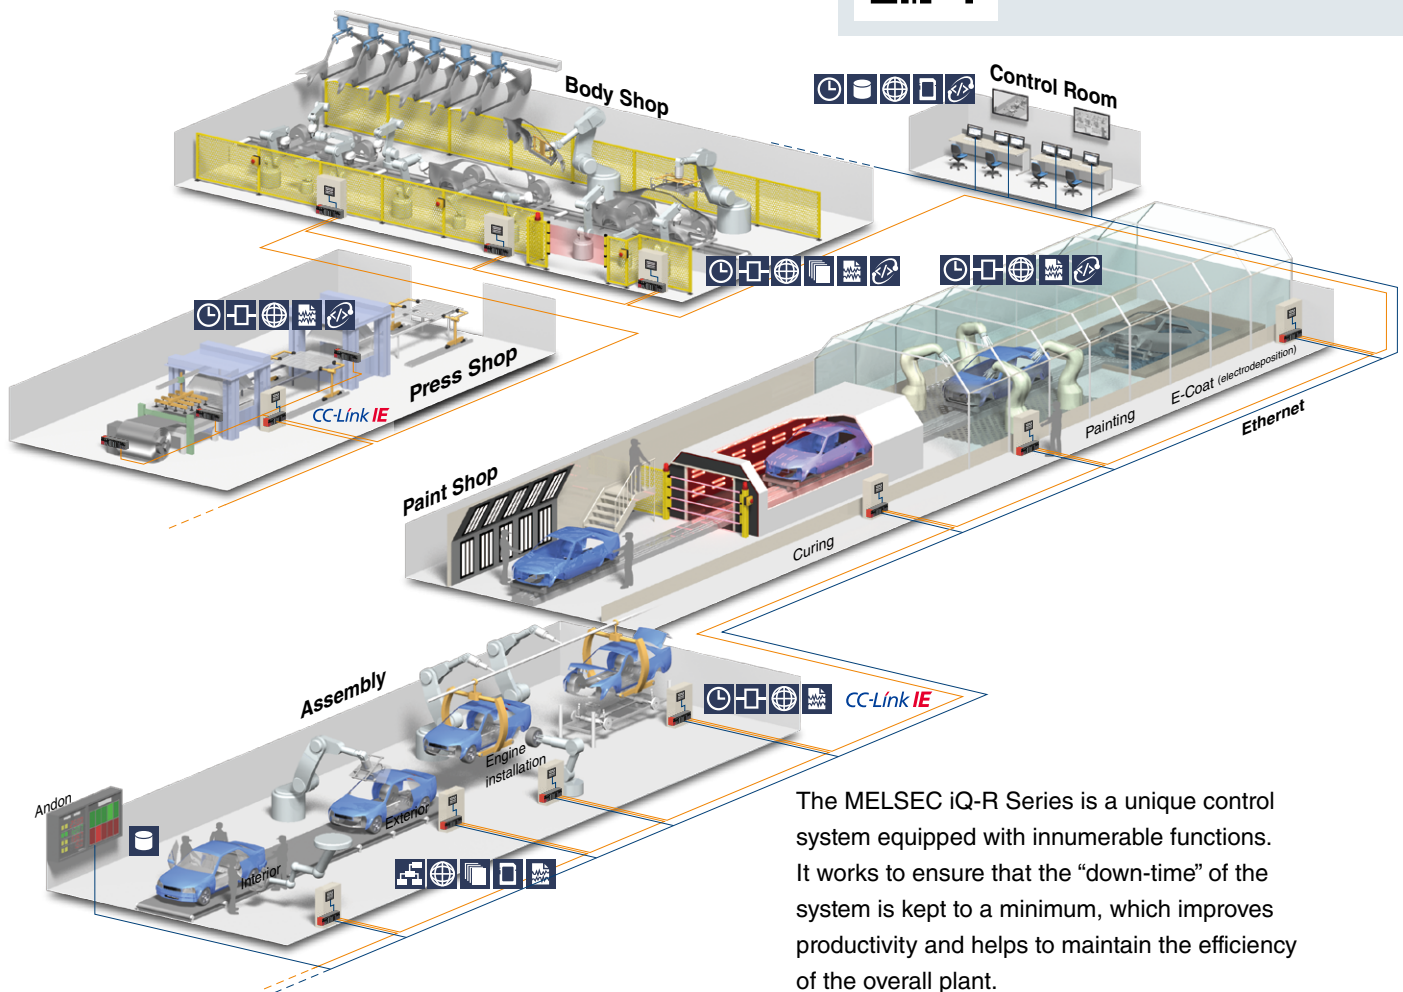 Body Shop
Control Room
Press Shop
CC-Link IE
E-Coat (electrodeposition)
Painting
Ethernet
Paint Shop
Curing
Assembly
CC-Link IE
Engine
installation
Andon
Exterior
Interior
The MELSEC iQ-R Series is a unique control
system equipped with innumerable functions.
It works to ensure that the “down-time” of the
system is kept to a minimum, which improves
productivity and helps to maintain the efficiency
of the overall plant.